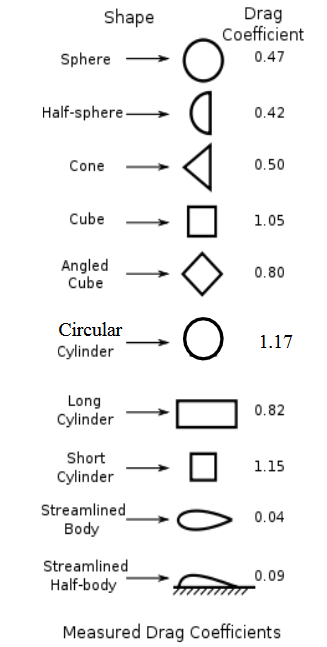 Shape Drag
Coefficient
Sphere 0.47
Half-sphere 0.42
Cone 0.50
Cube 1.05
Angled
Cube 0.80
Circular
Cylinder 1.17
Long
Cylinder 0.82
Short
Cylinder 1.15
Streamlined
Body 0.04
Streamlined
Half-body 0.09
Measured Drag Coefficients